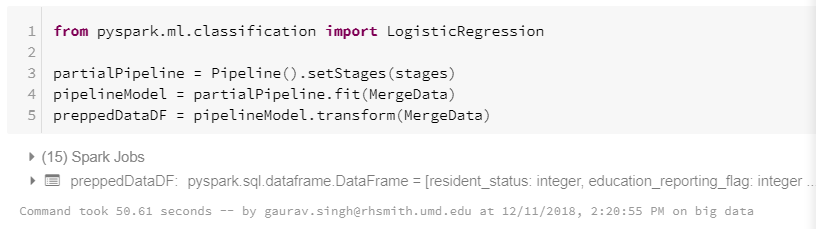 1 from pyspark.ml.classification import LogisticRegression
2
3 partialPipeline = Pipeline().setStages(stages)
4 pipelineModel = partialPipeline.fit(MergeData)
5 preppedDataDF = pipelineModel.transform(MergeData)
(15) Spark Jobs
preppedDataDF: pyspark.sql.dataframe.DataFrame = [resident_status: integer, education_reporting_flag: integer ...
Command took 50.61 seconds -- by gaurav.singh@rhsmith.umd.edu at 12/11/2018, 2:20:55 PM on big data